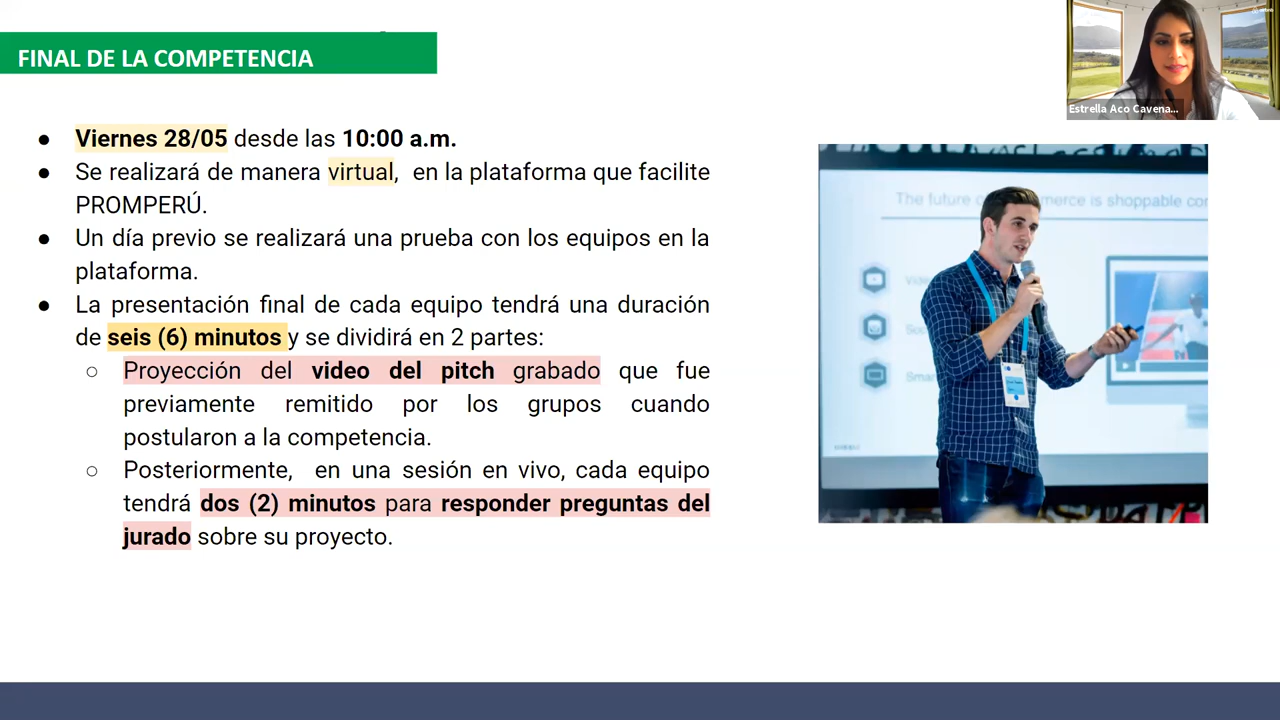 FINAL DE LA COMPETENCIA
Estrella Aco Cavena...
● Viernes 28/05 desde las 10:00 a.m.
● Se realizará de manera virtual, en la plataforma que facilite
PROMPERÚ.
● Un día previo se realizará una prueba con los equipos en la
plataforma.
● La presentación final de cada equipo tendrá una duración
de seis (6) minutos y se dividirá en 2 partes:
○ Proyección del video del pitch grabado que fue
previamente remitido por los grupos cuando
postularon a la competencia.
○ Posteriormente, en una sesión en vivo, cada equipo
tendrá dos (2) minutos para responder preguntas del
jurado sobre su proyecto.
The future is shoppable